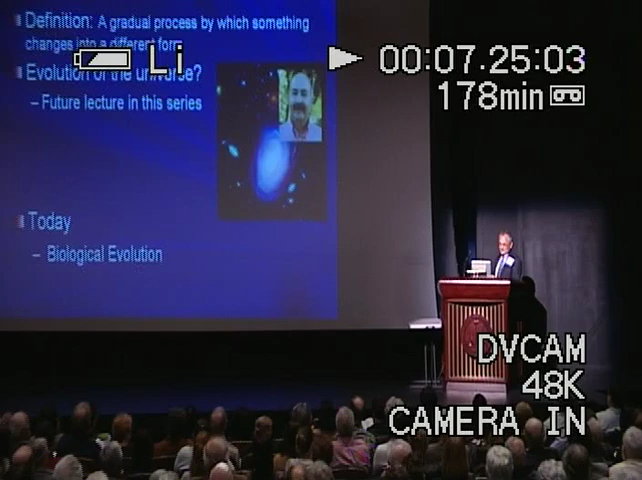 Definition: A gradual process by which something
changes into a different form
Li
00:07.25:03
Evolution of the universe?
178min
– Future lecture in this series
Today
– Biological Evolution
DVCAM
48K
CAMERA IN